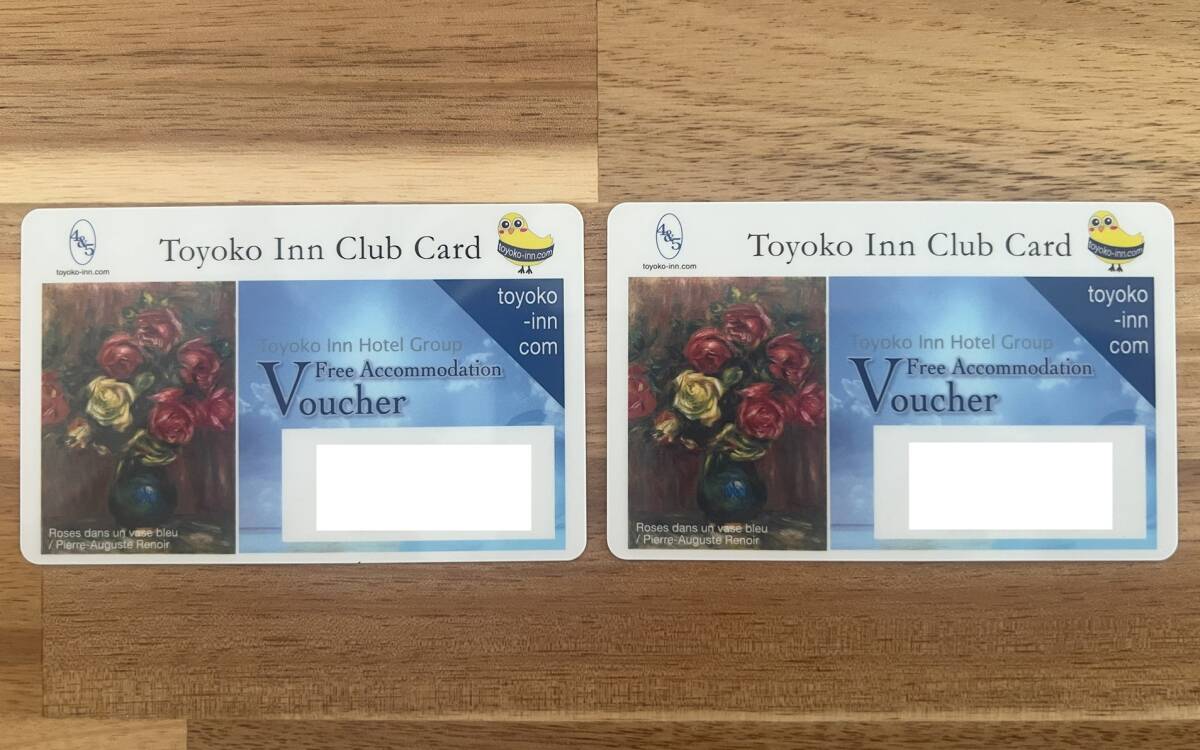 4&5
toyoko-inn.com
Toyoko Inn Club Card
toyoko-inn.com
toyoko
-inn
com
Toyoko Inn Hotel Group
Free Accommodation
Voucher
Roses dans un vase bleu
/ Pierre-Auguste Renoir
4&5
toyoko-inn.com
Toyoko Inn Club Card
toyoko-inn.com
toyoko
-inn
com
Toyoko Inn Hotel Group
Free Accommodation
Voucher
Roses dans un vase bleu
/ Pierre-Auguste Renoir